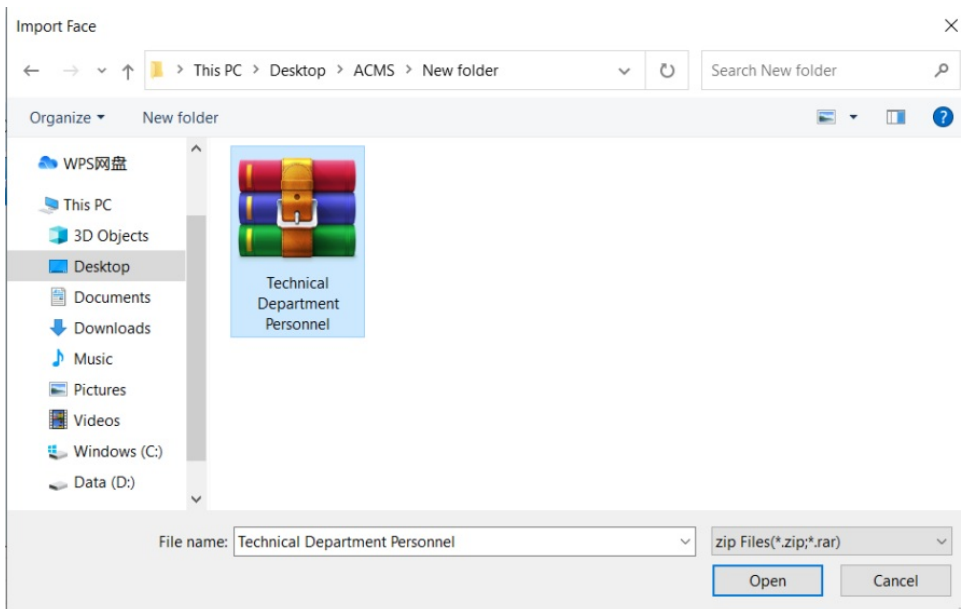 Import Face
This PC > Desktop > ACMS > New folder
Search New folder
Organize
New folder
WPS网盘
This PC
3D Objects
Desktop
Documents
Downloads
Music
Pictures
Videos
Windows (C:)
Data (D:)
Technical
Department
Personnel
File name: Technical Department Personnel
zip Files(*.zip;*.rar)
Open
Cancel